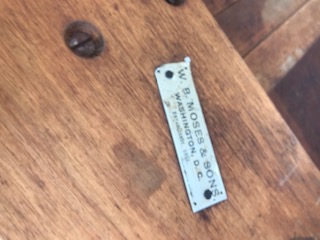 W. B. MOSES & SONS
WASHINGTON, D. C.